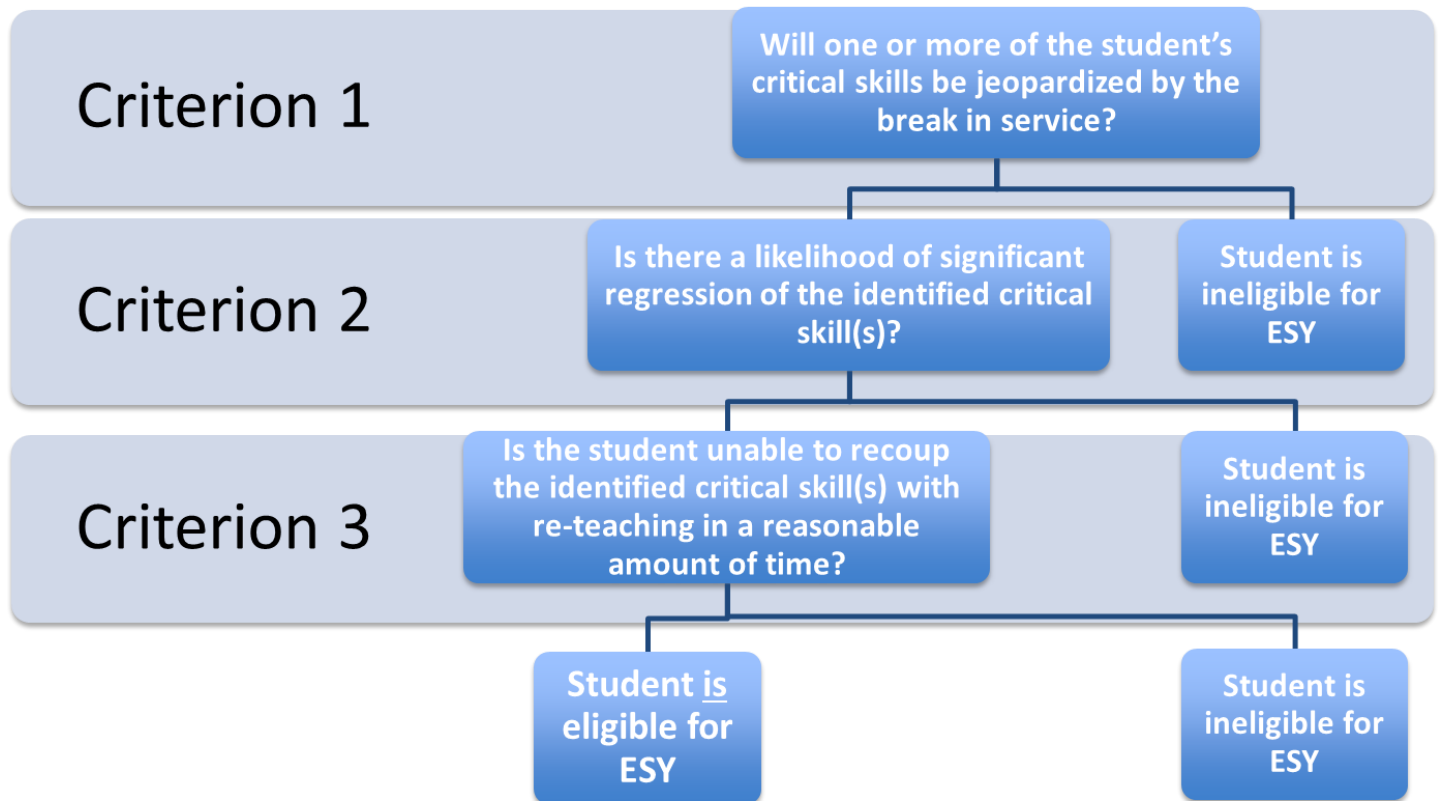 Criterion 1
Will one or more of the student’s
critical skills be jeopardized by the
break in service?
Criterion 2
Is there a likelihood of significant
regression of the identified critical
skill(s)?
Student is
ineligible for
ESY
Criterion 3
Is the student unable to recoup
the identified critical skill(s) with
re-teaching in a reasonable
amount of time?
Student is
ineligible for
ESY
Student is
eligible for
ESY
Student is
ineligible for
ESY